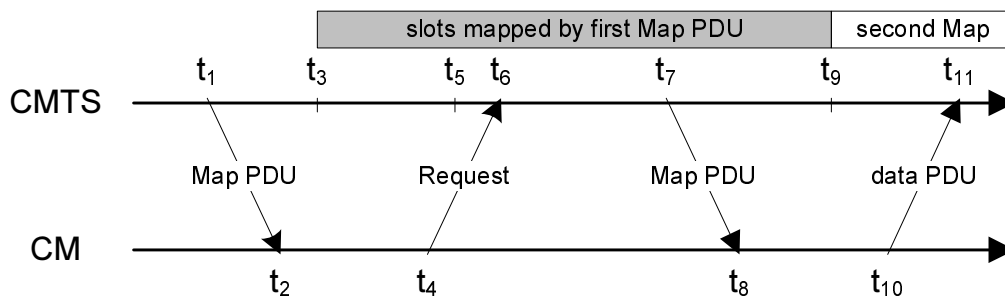 slots mapped by first Map PDU second Map
t1 t3 t5 t6 t7 t9 t11
CMTS
Map PDU Request Map PDU data PDU
CM
t2 t4 t8 t10